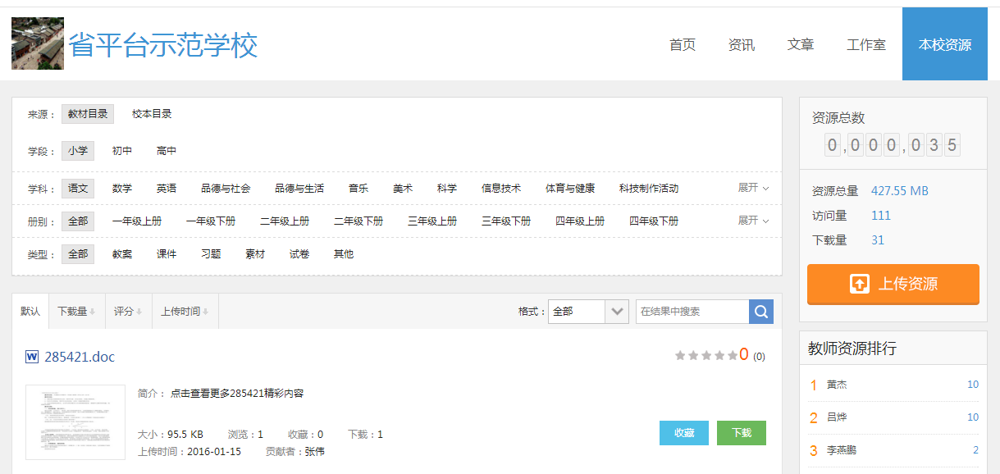 省平台示范学校
首页 资讯 文章 工作室 本校资源
来源： 教材目录 校本目录
学段： 小学 初中 高中
学科： 语文 数学 英语 品德与社会 品德与生活 音乐 美术 科学 信息技术 体育与健康 科技制作活动 展开
册别： 全部 一年级上册 一年级下册 二年级上册 二年级下册 三年级上册 三年级下册 四年级上册 四年级下册 展开
类型： 全部 教案 课件 习题 素材 试卷 其他
默认 下载量 评分 上传时间 格式： 全部 在结果中搜索
W 285421.doc 0 (0)
简介： 点击查看更多285421精彩内容
大小：95.5 KB 浏览：1 收藏：0 下载：1
上传时间：2016-01-15 贡献者：张伟
收藏 下载
资源总数
0,000,035
资源总量 427.55 MB
访问量 111
下载量 31
上传资源
教师资源排行
1 黄杰 10
2 吕烨 10
3 李燕鹏 2